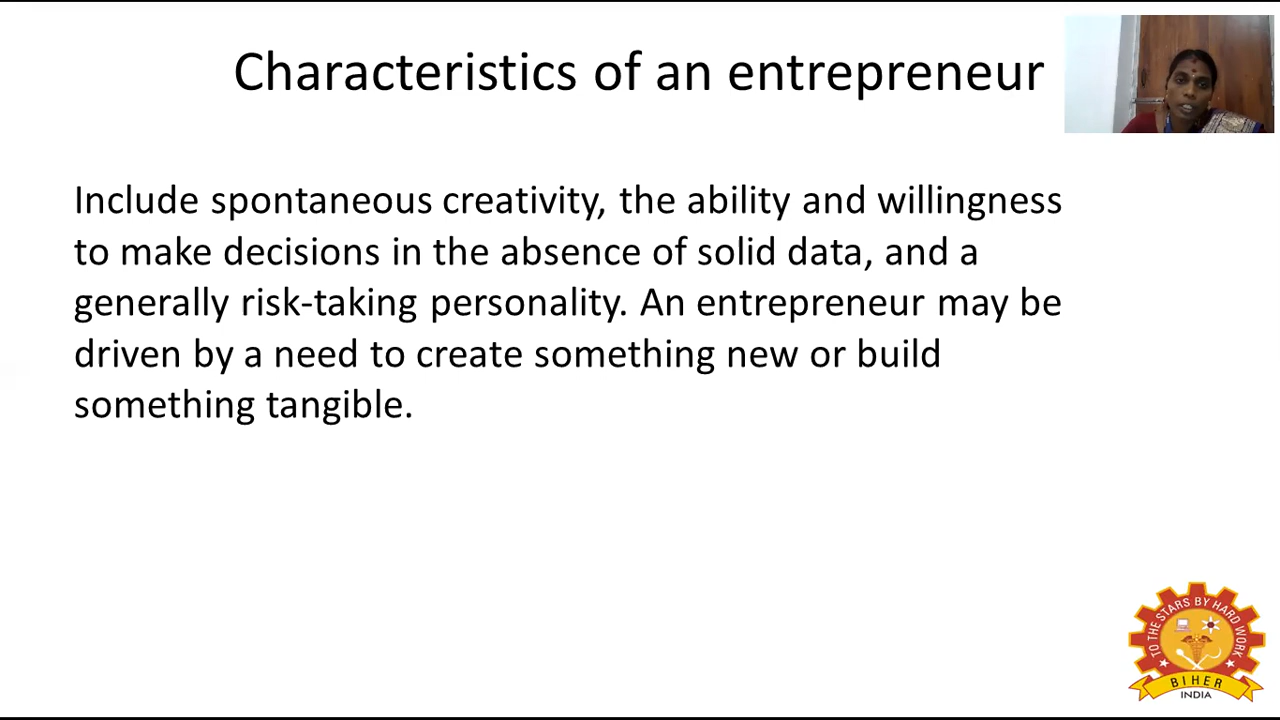 Characteristics of an entrepreneur
Include spontaneous creativity, the ability and willingness
to make decisions in the absence of solid data, and a
generally risk-taking personality. An entrepreneur may be
driven by a need to create something new or build
something tangible.
TO THE STARS BY HARD WORK
BIHER
INDIA